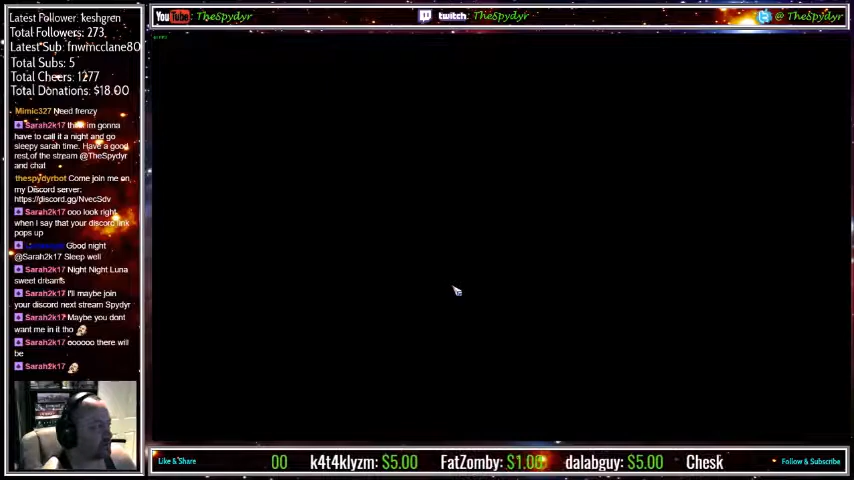 Latest Follower: keshgren
Total Followers: 273
Latest Sub: fnwmcclane80
Total Subs: 5
Total Cheers: 1277
Total Donations: $18.00
Mimic327 Need frenzy
Sarah2k17 think im gonna
have to call it a night and go
sleepy sarah time. Have a good
rest of the stream @TheSpydyr
and chat
thespydyrbot Come join me on
my Discord server:
https://discord.gg/NvecSdv
Sarah2k17 ooo look right
when I say that your discord link
pops up
Good night
@Sarah2k17 Sleep well
Sarah2k17 Night Night Luna
sweet dreams
Sarah2k17 I'll maybe join
your discord next stream Spydyr
Sarah2k17 Maybe you dont
want me in it tho
Sarah2k17 oooooo there will
be
Sarah2k17
YouTube : TheSpydyr
twitch : TheSpydyr
@ TheSpydyr
Like & Share
00 k4t4klyzm: $5.00 FatZomby: $1.00 dalabguy: $5.00 Chesk
Follow & Subscribe